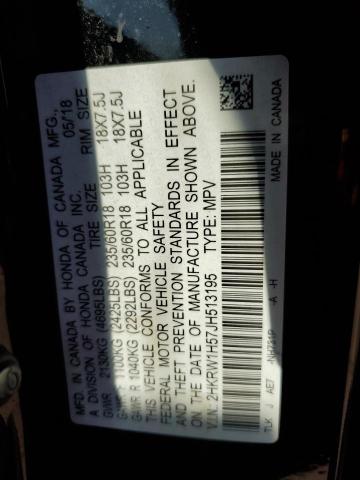 MFD. IN CANADA BY HONDA OF CANADA MFG., 05/18
A DIVISION OF HONDA CANADA INC.
TIRE SIZE RIM SIZE
GVWR 2130KG (4695LBS)
GAWR F 1100KG (2425LBS) 235/60R18 103H 18X7.5J
GAWR R 1040KG (2292LBS) 235/60R18 103H 18X7.5J
THIS VEHICLE CONFORMS TO ALL APPLICABLE
FEDERAL MOTOR VEHICLE SAFETY
AND THEFT PREVENTION STANDARDS IN EFFECT
ON THE DATE OF MANUFACTURE SHOWN ABOVE.
V.I.N: 2HKRW1H57JH513195 TYPE: MPV
TLK J AE7 NH731P -A -H MADE IN CANADA